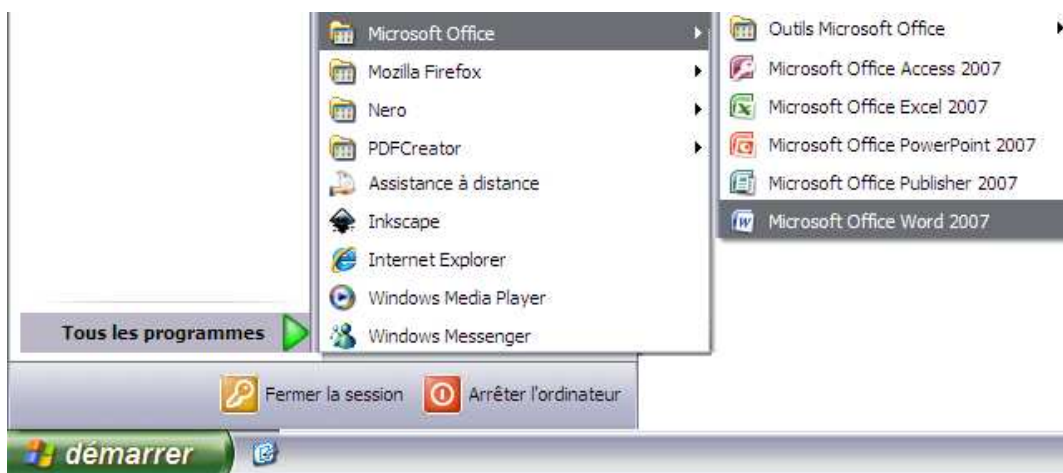 Microsoft Office
Mozilla Firefox
Nero
PDFCreator
Assistance à distance
Inkscape
Internet Explorer
Windows Media Player
Windows Messenger
Outils Microsoft Office
Microsoft Office Access 2007
Microsoft Office Excel 2007
Microsoft Office PowerPoint 2007
Microsoft Office Publisher 2007
Microsoft Office Word 2007
Tous les programmes
Fermer la session
Arrêter l'ordinateur
démarrer